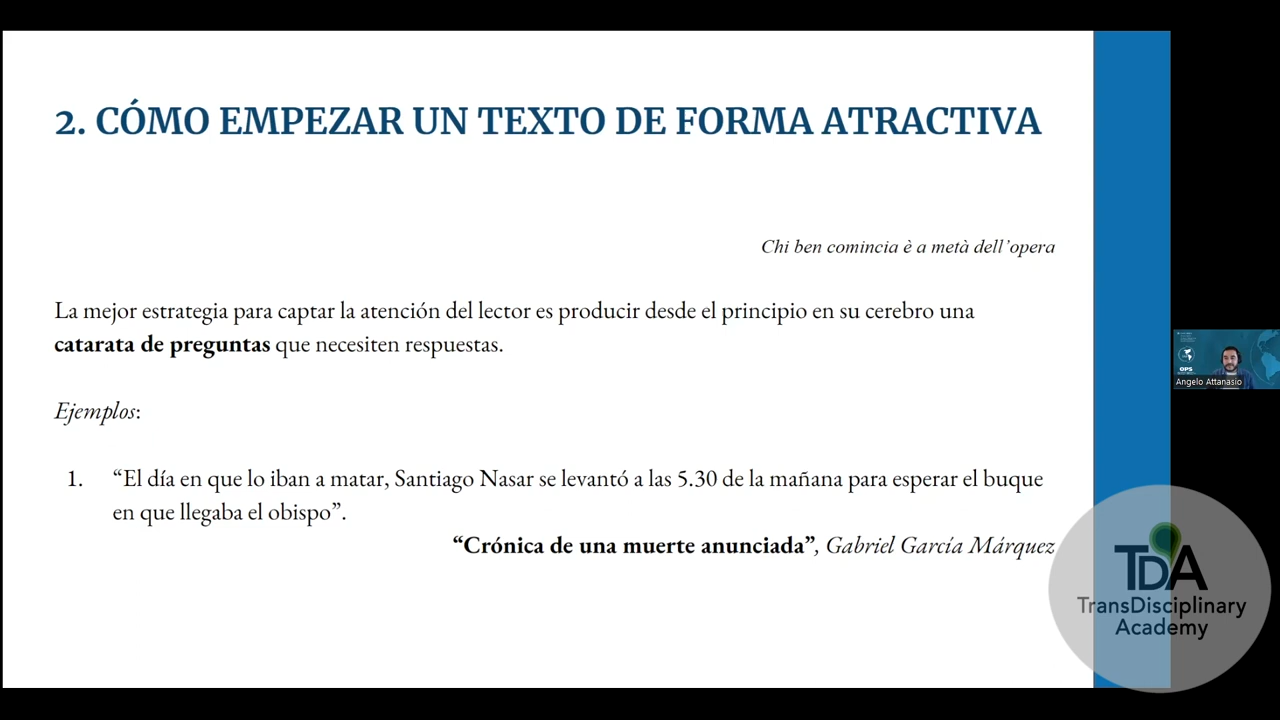 2. CÓMO EMPEZAR UN TEXTO DE FORMA ATRACTIVA
Chi ben comincia è a metà dell'opera
La mejor estrategia para captar la atención del lector es producir desde el principio en su cerebro una
catarata de preguntas que necesiten respuestas.
Ejemplos:
1. “El día en que lo iban a matar, Santiago Nasar se levantó a las 5.30 de la mañana para esperar el buque
en que llegaba el obispo”.
“Crónica de una muerte anunciada”, Gabriel García Márquez
OPS
Angelo Attanasio
TDA
TransDisciplinary
Academy